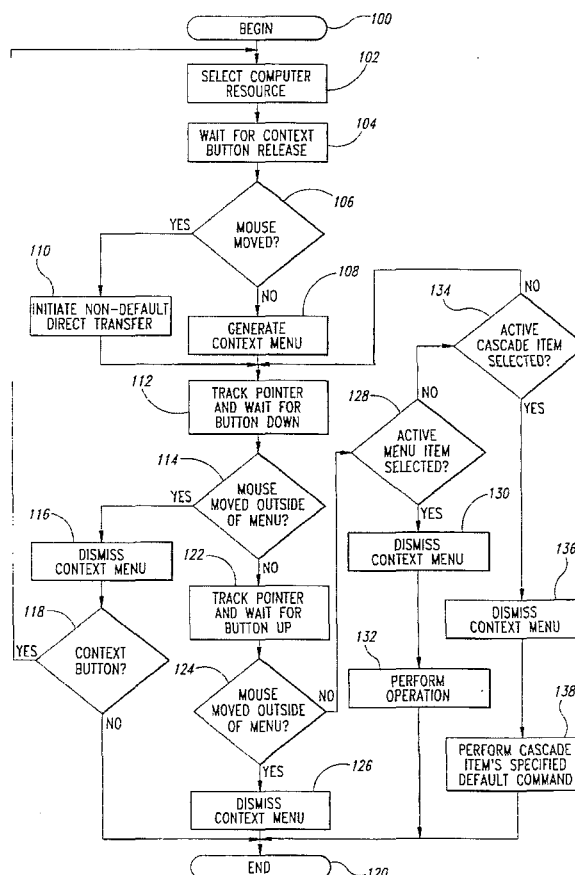 BEGIN
100
SELECT COMPUTER
RESOURCE
102
WAIT FOR CONTEXT
BUTTON RELEASE
104
106
MOUSE
MOVED?
YES
NO
110
INITIATE NON-DEFAULT
DIRECT TRANSFER
108
GENERATE
CONTEXT MENU
134
NO
ACTIVE
CASCADE ITEM
SELECTED?
YES
112
TRACK POINTER
AND WAIT FOR
BUTTON DOWN
128
NO
ACTIVE
MENU ITEM
SELECTED?
YES
114
MOUSE
MOVED OUTSIDE
OF MENU?
YES
NO
116
DISMISS
CONTEXT MENU
130
DISMISS
CONTEXT MENU
122
TRACK POINTER
AND WAIT FOR
BUTTON UP
136
DISMISS
CONTEXT MENU
118
YES
CONTEXT
BUTTON?
NO
124
MOUSE
MOVED OUTSIDE
OF MENU?
NO
YES
132
PERFORM
OPERATION
138
PERFORM CASCADE
ITEM'S SPECIFIED
DEFAULT COMMAND
126
DISMISS
CONTEXT MENU
END
120